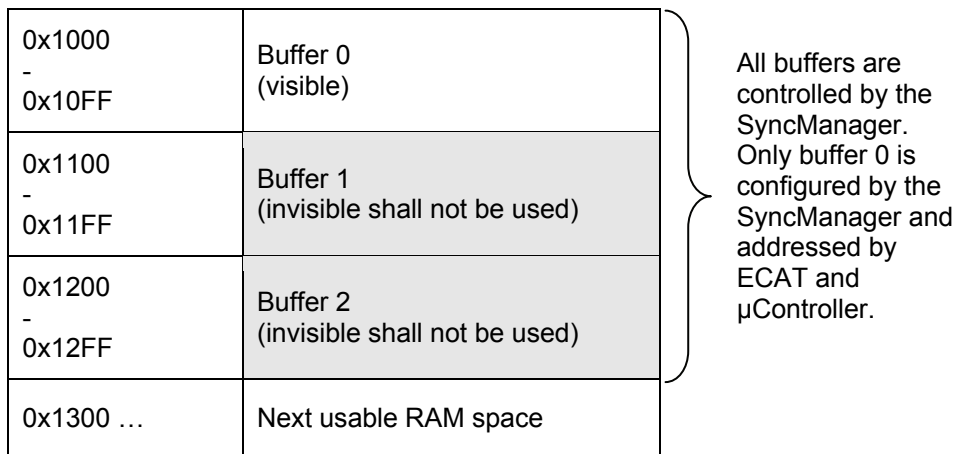 0x1000
-
0x10FF
Buffer 0
(visible)
0x1100
-
0x11FF
Buffer 1
(invisible shall not be used)
0x1200
-
0x12FF
Buffer 2
(invisible shall not be used)
0x1300 …
Next usable RAM space
All buffers are
controlled by the
SyncManager.
Only buffer 0 is
configured by the
SyncManager and
addressed by
ECAT and
µController.